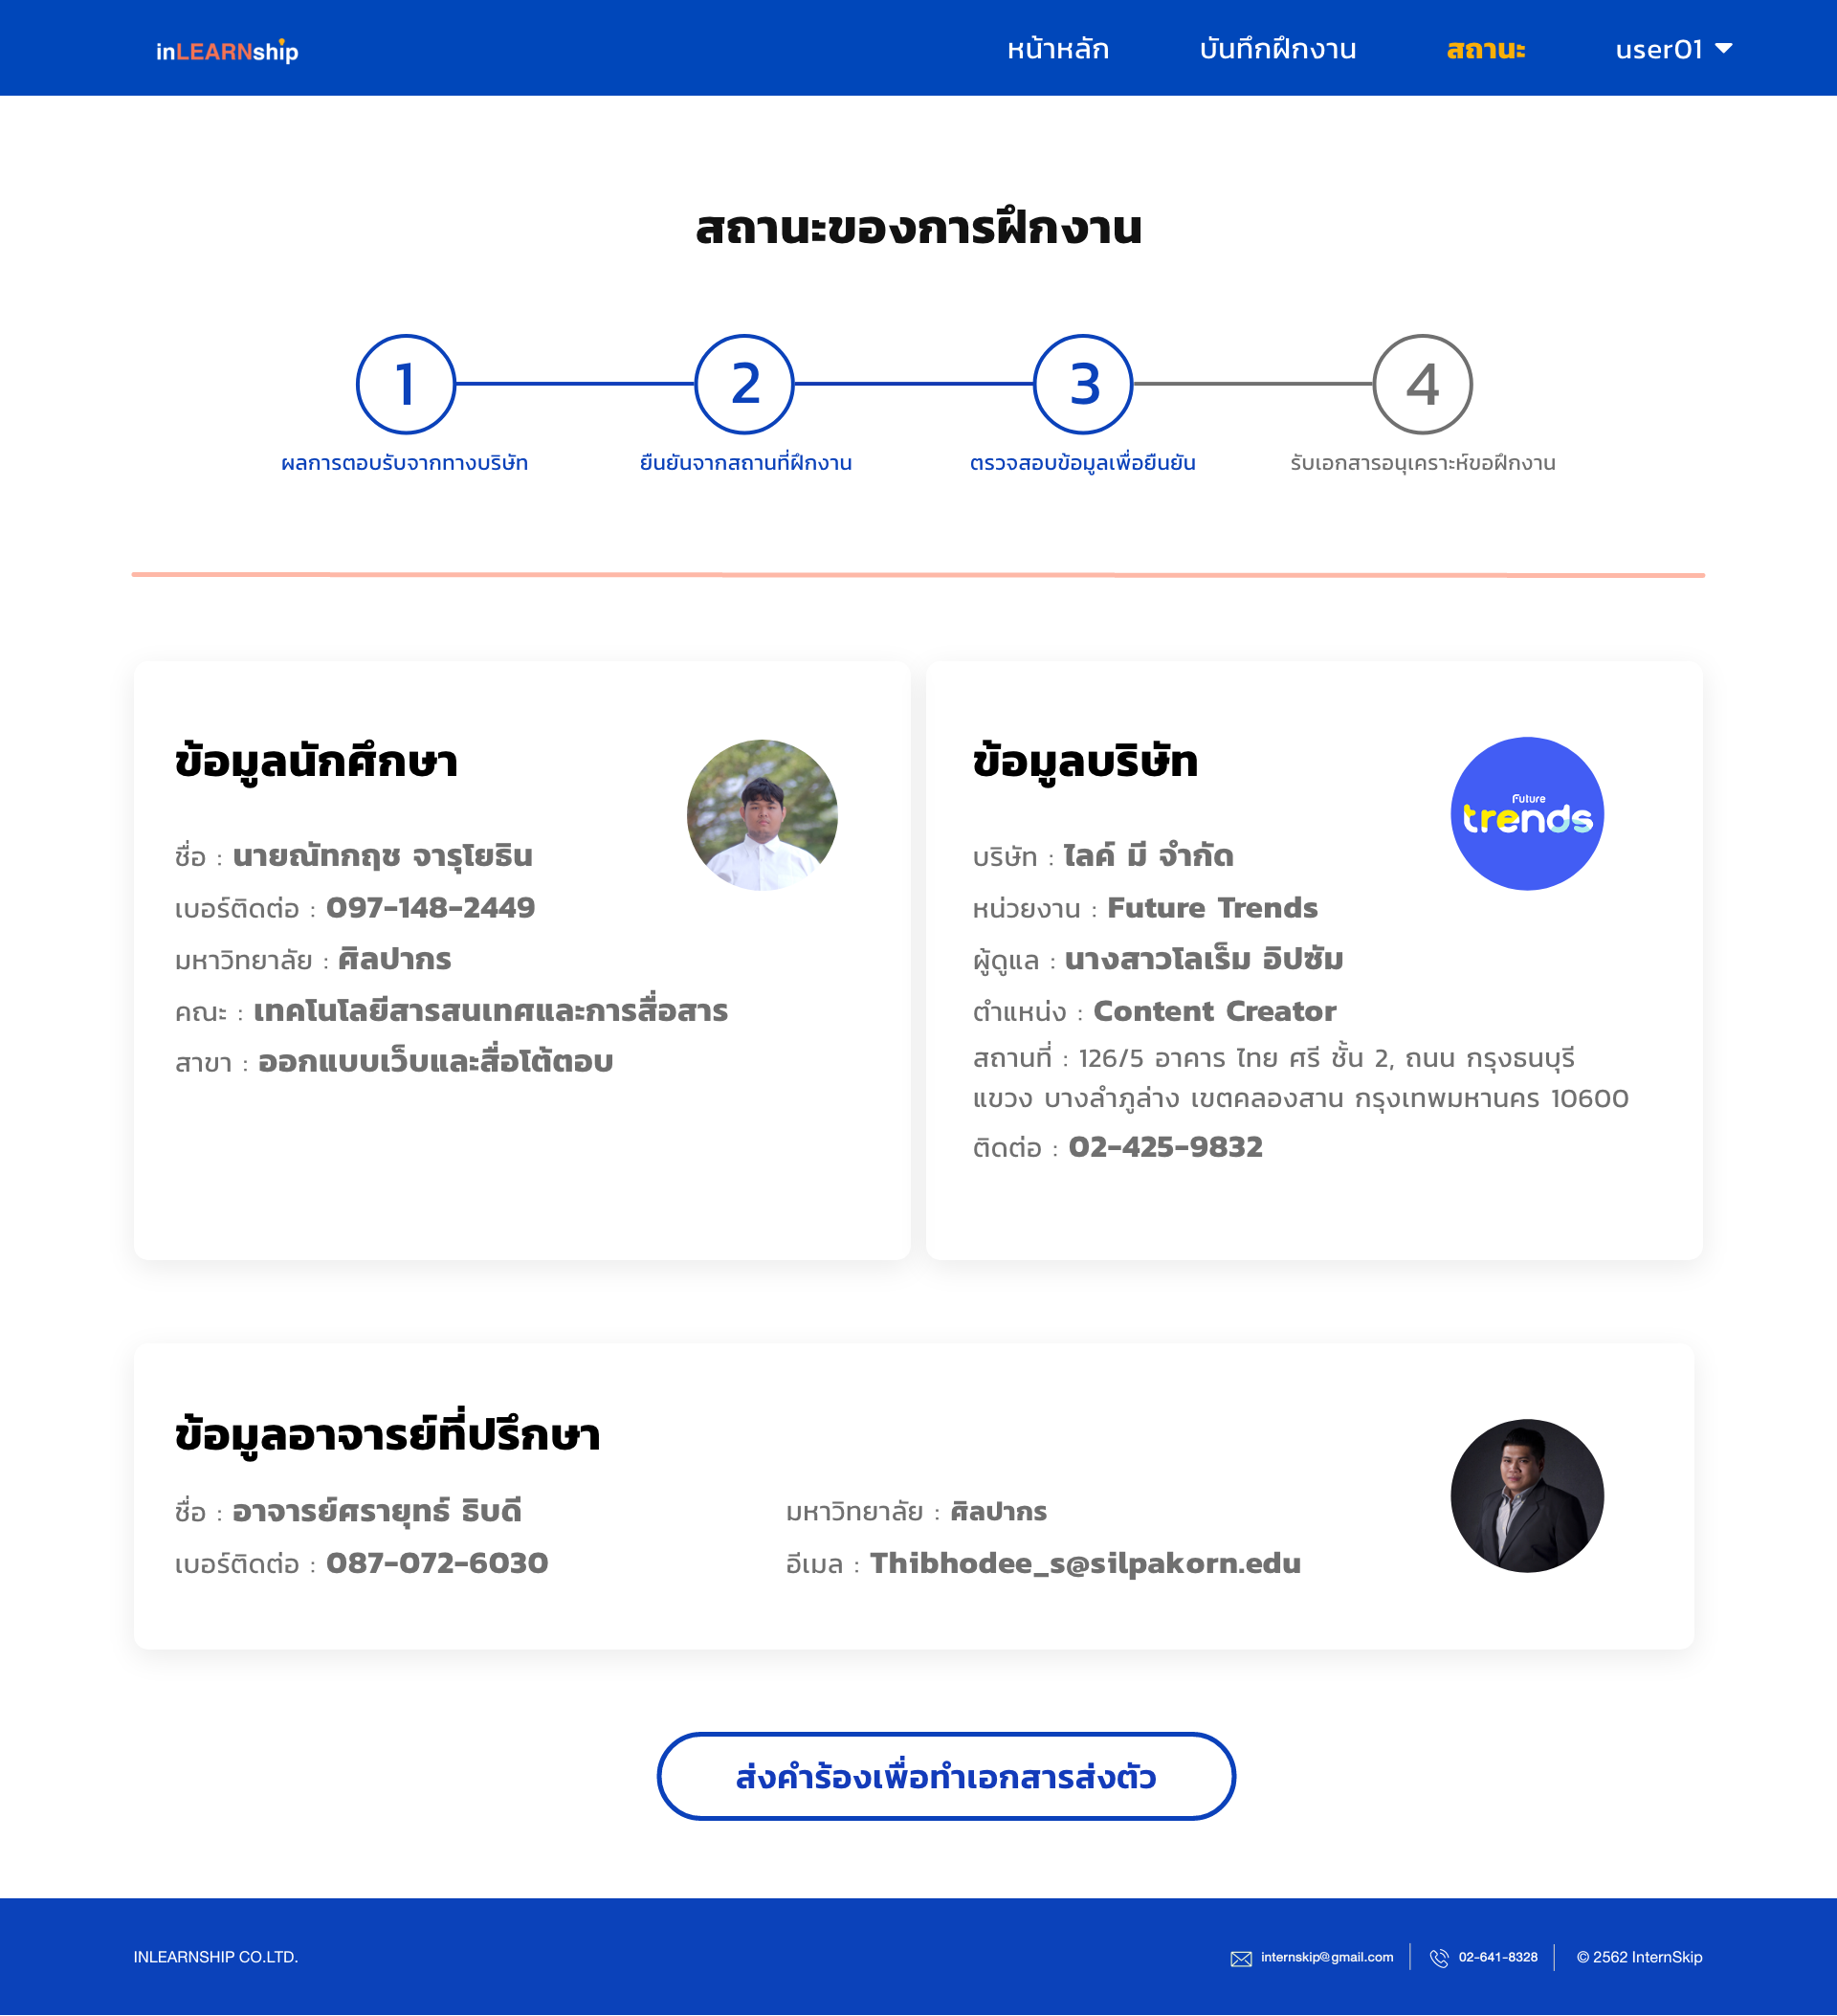 inLEARNship
หน้าหลัก
บันทึกฝึกงาน
สถานะ
user01
สถานะของการฝึกงาน
1
2
3
4
ผลการตอบรับจากทางบริษัท
ยืนยันจากสถานที่ฝึกงาน
ตรวจสอบข้อมูลเพื่อยืนยัน
รับเอกสารอนุเคราะห์ขอฝึกงาน
ข้อมูลนักศึกษา
ชื่อ : นายณัทกฤช จารุโยธิน
เบอร์ติดต่อ : 097-148-2449
มหาวิทยาลัย : ศิลปากร
คณะ : เทคโนโลยีสารสนเทศและการสื่อสาร
สาขา : ออกแบบเว็บและสื่อโต้ตอบ
ข้อมูลบริษัท
Future
trends
บริษัท : ไลค์ มี จำกัด
หน่วยงาน : Future Trends
ผู้ดูแล : นางสาวโลเร็ม อิปซัม
ตำแหน่ง : Content Creator
สถานที่ : 126/5 อาคาร ไทย ศรี ชั้น 2, ถนน กรุงธนบุรี
แขวง บางลำภูล่าง เขตคลองสาน กรุงเทพมหานคร 10600
ติดต่อ : 02-425-9832
ข้อมูลอาจารย์ที่ปรึกษา
ชื่อ : อาจารย์ศรายุทธ์ ธิบดี
มหาวิทยาลัย : ศิลปากร
เบอร์ติดต่อ : 087-072-6030
อีเมล : Thibhodee_s@silpakorn.edu
ส่งคำร้องเพื่อทำเอกสารส่งตัว
INLEARNSHIP CO.LTD.
internskip@gmail.com
02-641-8328
© 2562 InternSkip